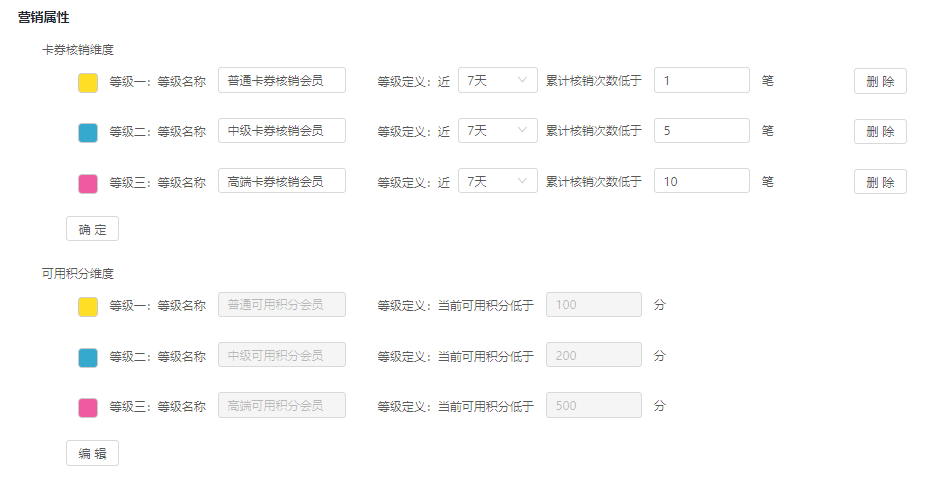 营销属性
卡券核销维度
等级一：等级名称 普通卡券核销会员 等级定义：近 7天 累计核销次数低于 1 笔 删 除
等级二：等级名称 中级卡券核销会员 等级定义：近 7天 累计核销次数低于 5 笔 删 除
等级三：等级名称 高端卡券核销会员 等级定义：近 7天 累计核销次数低于 10 笔 删 除
确 定
可用积分维度
等级一：等级名称 普通可用积分会员 等级定义：当前可用积分低于 100 分
等级二：等级名称 中级可用积分会员 等级定义：当前可用积分低于 200 分
等级三：等级名称 高端可用积分会员 等级定义：当前可用积分低于 500 分
编 辑